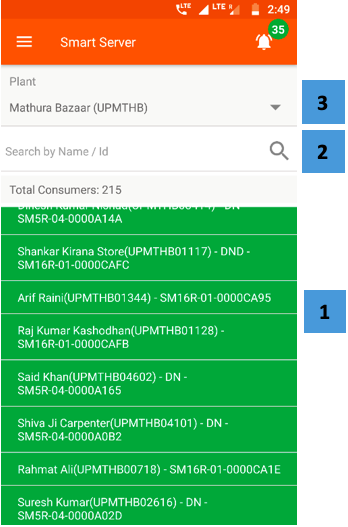 LTE LTE H 2:49
Smart Server 35
Plant
Mathura Bazaar (UPMTHB) 3
Search by Name / Id 2
Total Consumers: 215
SM5R-04-0000A14A
Shankar Kirana Store(UPMTHB01117) - DND -
SM16R-01-0000CAFC
Arif Raini(UPMTHB01344) - SM16R-01-0000CA95 1
Raj Kumar Kashodhan(UPMTHB01128) -
SM16R-01-0000CAFB
Said Khan(UPMTHB04602) - DN -
SM5R-04-0000A165
Shiva Ji Carpenter(UPMTHB04101) - DN -
SM5R-04-0000A0B2
Rahmat Ali(UPMTHB00718) - SM16R-01-0000CA1E
Suresh Kumar(UPMTHB02616) - DN -
SM5R-04-0000A02D